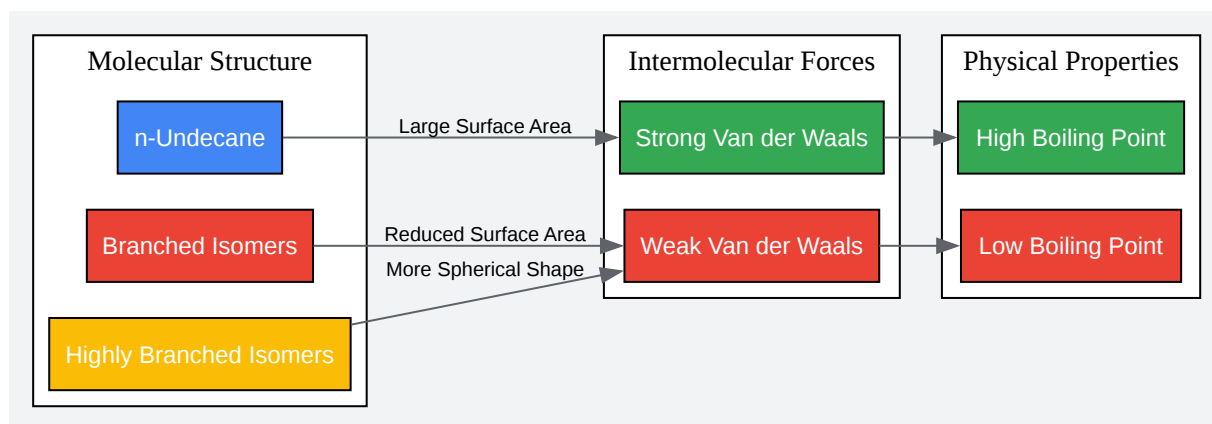 Molecular Structure
Intermolecular Forces
Physical Properties
n-Undecane
Large Surface Area
Strong Van der Waals
High Boiling Point
Branched Isomers
Reduced Surface Area
Weak Van der Waals
Low Boiling Point
More Spherical Shape
Highly Branched Isomers